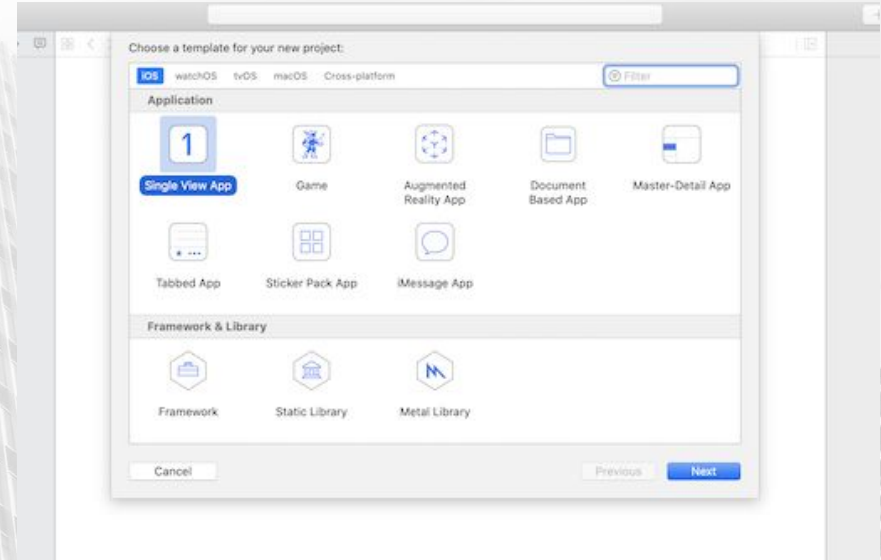 Choose a template for your new project:
iOS watchOS tvOS macOS Cross-platform
Filter
Application
1
Single View App Game Augmented Reality App Document Based App Master-Detail App
Tabbed App Sticker Pack App iMessage App
Framework & Library
Framework Static Library Metal Library
Cancel Previous Next